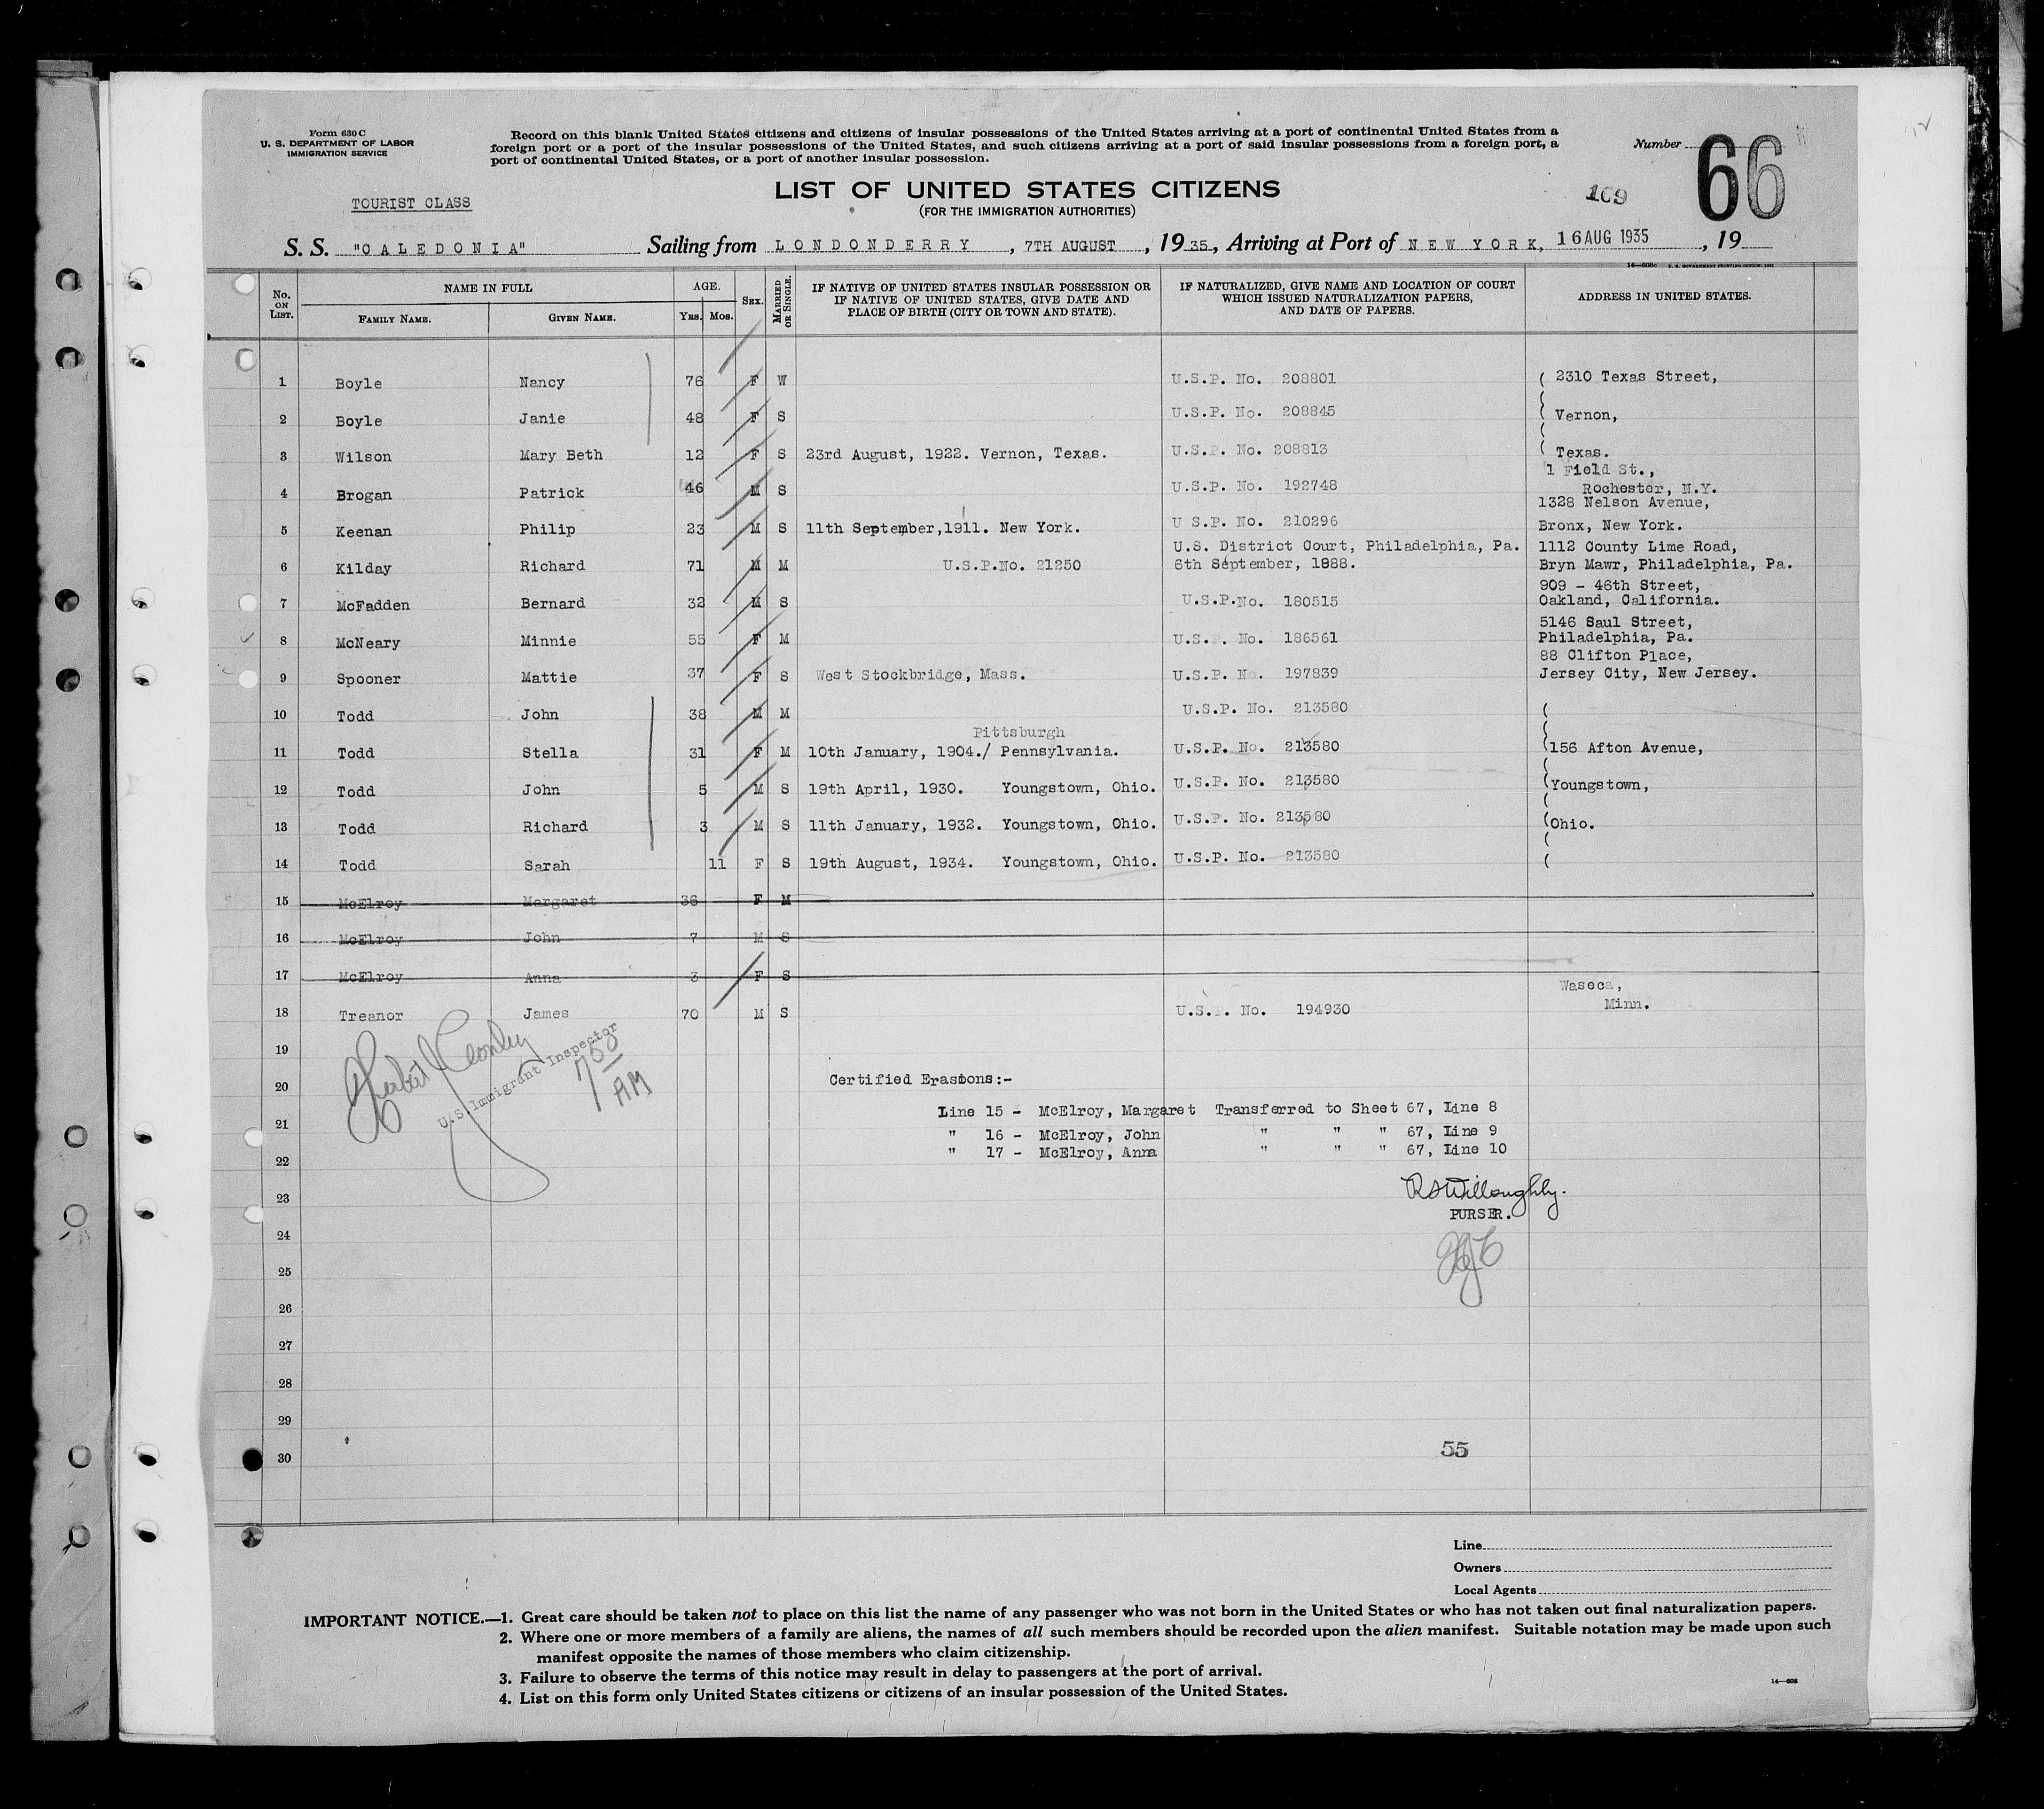 Form 630 C
U. S. DEPARTMENT OF LABOR
IMMIGRATION SERVICE
Record on this blank United States citizens and citizens of insular possessions of the United States arriving at a port of continental United States from a
foreign port or a port of the insular possessions of the United States, and such citizens arriving at a port of said insular possessions from a foreign port, a
port of continental United States, or a port of another insular possession.
Number 66
LIST OF UNITED STATES CITIZENS
(FOR THE IMMIGRATION AUTHORITIES)
109
TOURIST CLASS
S. S. "CALEDONIA" Sailing from LONDONDERRY, 7TH AUGUST, 1935, Arriving at Port of NEW YORK, 16 AUG 1935, 19
No. ON LIST. NAME IN FULL FAMILY NAME. GIVEN NAME. AGE. YRS. MOS. SEX. MARRIED OR SINGLE. IF NATIVE OF UNITED STATES INSULAR POSSESSION OR IF NATIVE OF UNITED STATES, GIVE DATE AND PLACE OF BIRTH (CITY OR TOWN AND STATE). IF NATURALIZED, GIVE NAME AND LOCATION OF COURT WHICH ISSUED NATURALIZATION PAPERS, AND DATE OF PAPERS. ADDRESS IN UNITED STATES.
1 Boyle Nancy 76 F W U.S.P. No. 208801 ( 2310 Texas Street,
2 Boyle Janie 48 F S U.S.P. No. 208845 ( Vernon,
3 Wilson Mary Beth 12 F S 23rd August, 1922. Vernon, Texas. U.S.P. No. 208813 ( Texas.
1 Field St.,
4 Brogan Patrick 46 M S U.S.P. No. 192748 Rochester, N.Y.
1328 Nelson Avenue,
5 Keenan Philip 23 M S 11th September,1911. New York. U S.P. No. 210296 Bronx, New York.
U.S. District Court, Philadelphia, Pa. 1112 County Lime Road,
6 Kilday Richard 71 M M U.S.P.No. 21250 6th September, 1888. Bryn Mawr, Philadelphia, Pa.
909 - 46th Street,
7 McFadden Bernard 32 M S U.S.P.No. 180515 Oakland, California.
5146 Saul Street,
8 McNeary Minnie 55 F M U.S.P. No. 186561 Philadelphia, Pa.
88 Clifton Place,
9 Spooner Mattie 37 F S West Stockbridge, Mass. U.S.P. No. 197839 Jersey City, New Jersey.
10 Todd John 38 M M U.S.P. No. 213580 (
Pittsburgh
11 Todd Stella 31 F M 10th January, 1904./ Pennsylvania. U.S.P. No. 213580 (156 Afton Avenue,
12 Todd John 5 M S 19th April, 1930. Youngstown, Ohio. U.S.P. No. 213580 (Youngstown,
13 Todd Richard 3 M S 11th January, 1932. Youngstown, Ohio. U.S.P. No. 213580 (Ohio.
14 Todd Sarah 11 F S 19th August, 1934. Youngstown, Ohio. U.S.P. No. 213580 (
15 McElroy Margaret 36 F M
16 McElroy John 7 M S
17 McElroy Anna 3 F S
Waseca,
18 Treanor James 70 M S U.S.P. No. 194930 Minn.
19
U.S. Immigrant Inspector
7 50 AM
20 Certified Erasions:-
Line 15 - McElroy, Margaret Transferred to Sheet 67, Line 8
21 " 16 - McElroy, John " " " 67, Line 9
22 " 17 - McElroy, Anna " " " 67, Line 10
23 RSWilloughby.
PURSER.
24
25
26
27
28
29
55
30
Line
Owners
Local Agents
IMPORTANT NOTICE.—1. Great care should be taken not to place on this list the name of any passenger who was not born in the United States or who has not taken out final naturalization papers.
2. Where one or more members of a family are aliens, the names of all such members should be recorded upon the alien manifest. Suitable notation may be made upon such
manifest opposite the names of those members who claim citizenship.
3. Failure to observe the terms of this notice may result in delay to passengers at the port of arrival.
4. List on this form only United States citizens or citizens of an insular possession of the United States.